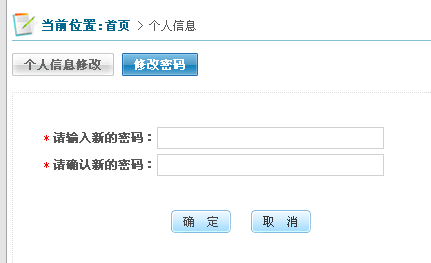 当前位置:首页 > 个人信息
个人信息修改 修改密码
*请输入新的密码：
*请确认新的密码：
确 定 取 消